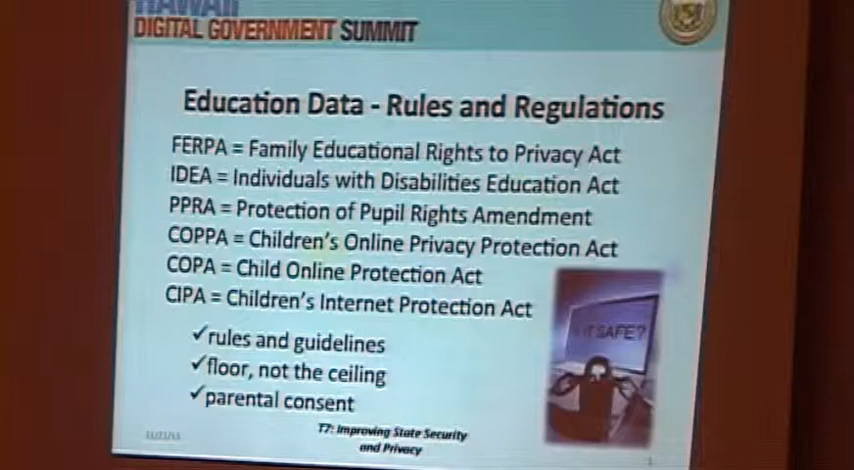 HAWAII
DIGITAL GOVERNMENT SUMMIT
Education Data - Rules and Regulations
FERPA = Family Educational Rights to Privacy Act
IDEA = Individuals with Disabilities Education Act
PPRA = Protection of Pupil Rights Amendment
COPPA = Children's Online Privacy Protection Act
COPA = Child Online Protection Act
CIPA = Children's Internet Protection Act
IT SAFE?
✓rules and guidelines
✓floor, not the ceiling
✓parental consent
T7: Improving State Security
and Privacy